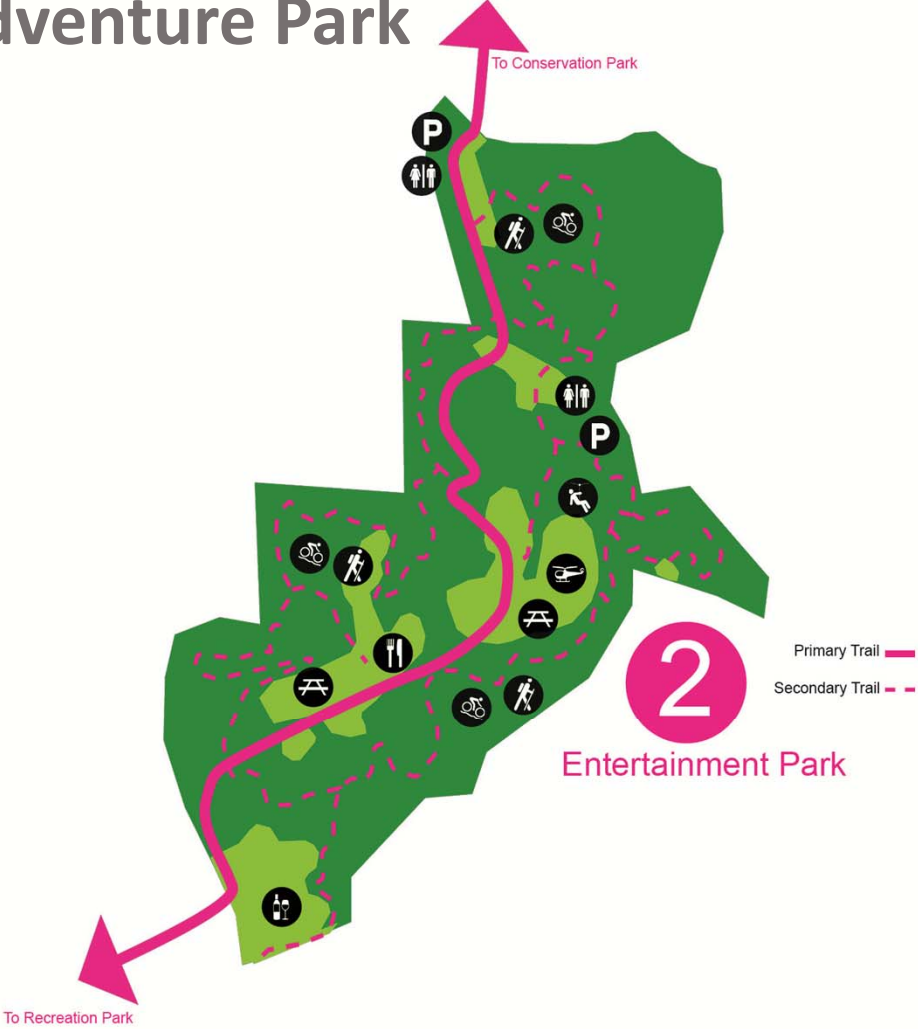 dventure Park
To Conservation Park
P
P
2
Primary Trail
Secondary Trail
Entertainment Park
To Recreation Park